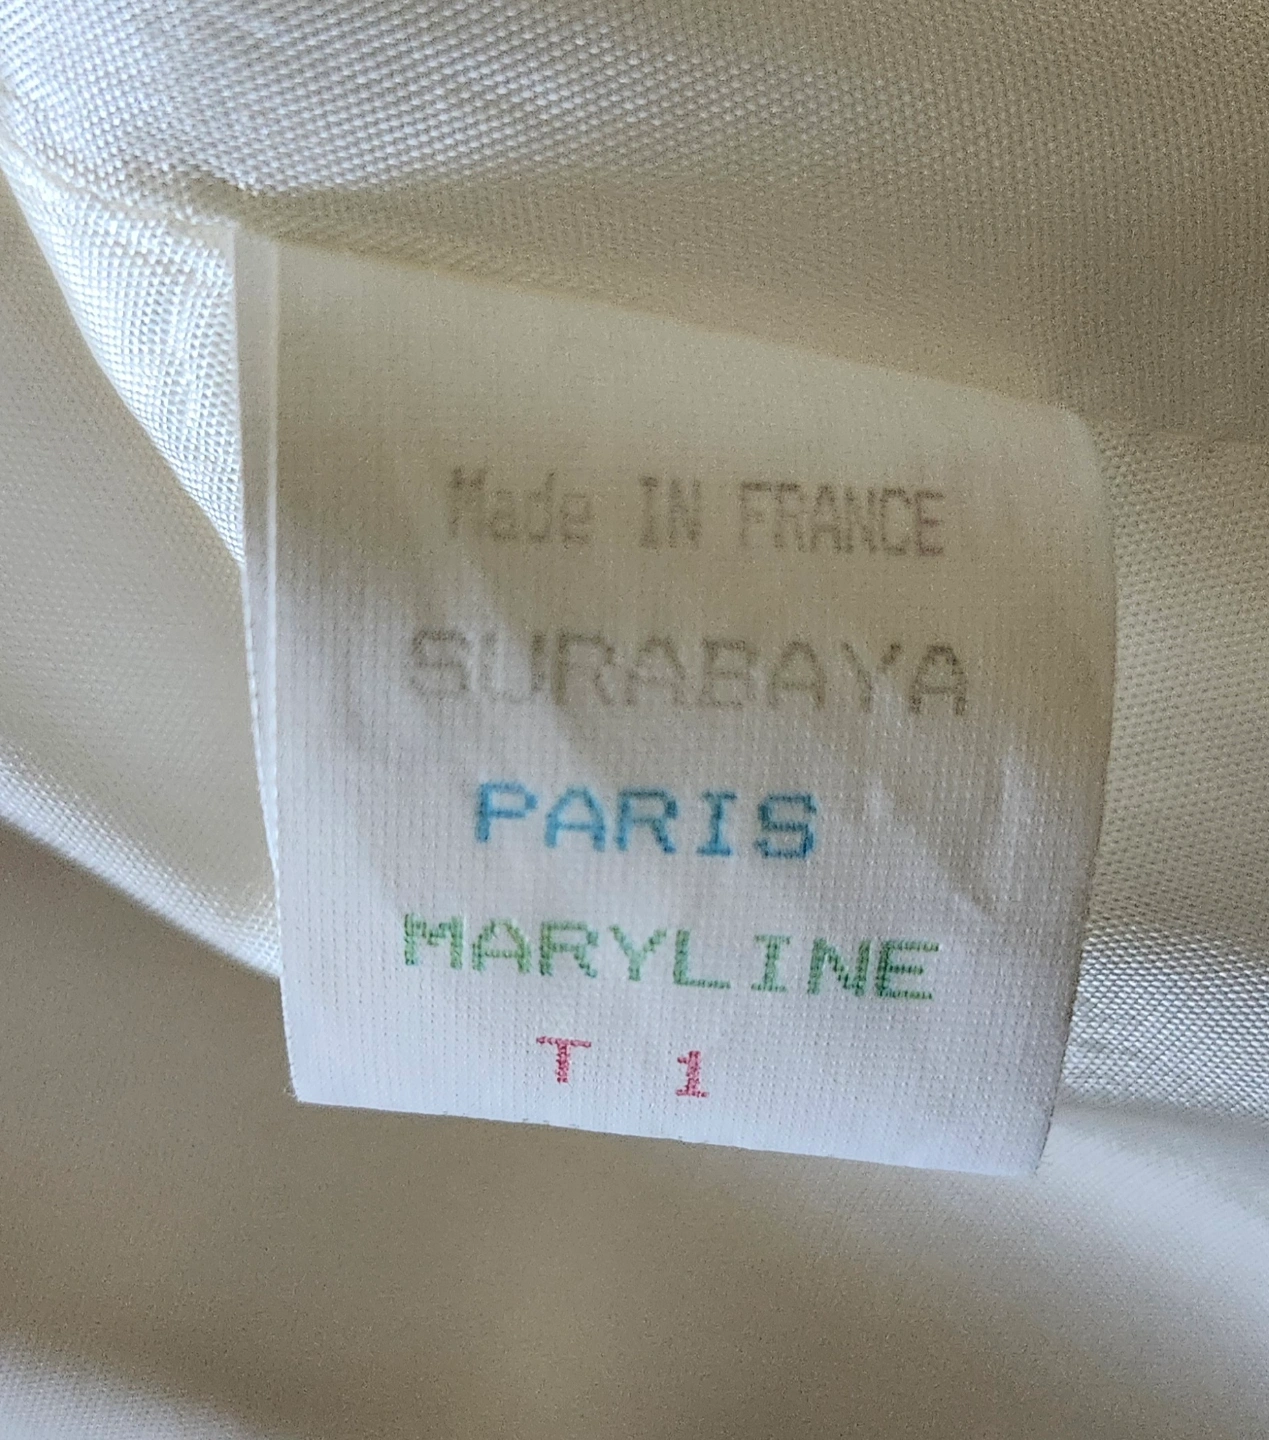 Made IN FRANCE
SURABAYA
PARIS
MARYLINE
T 1